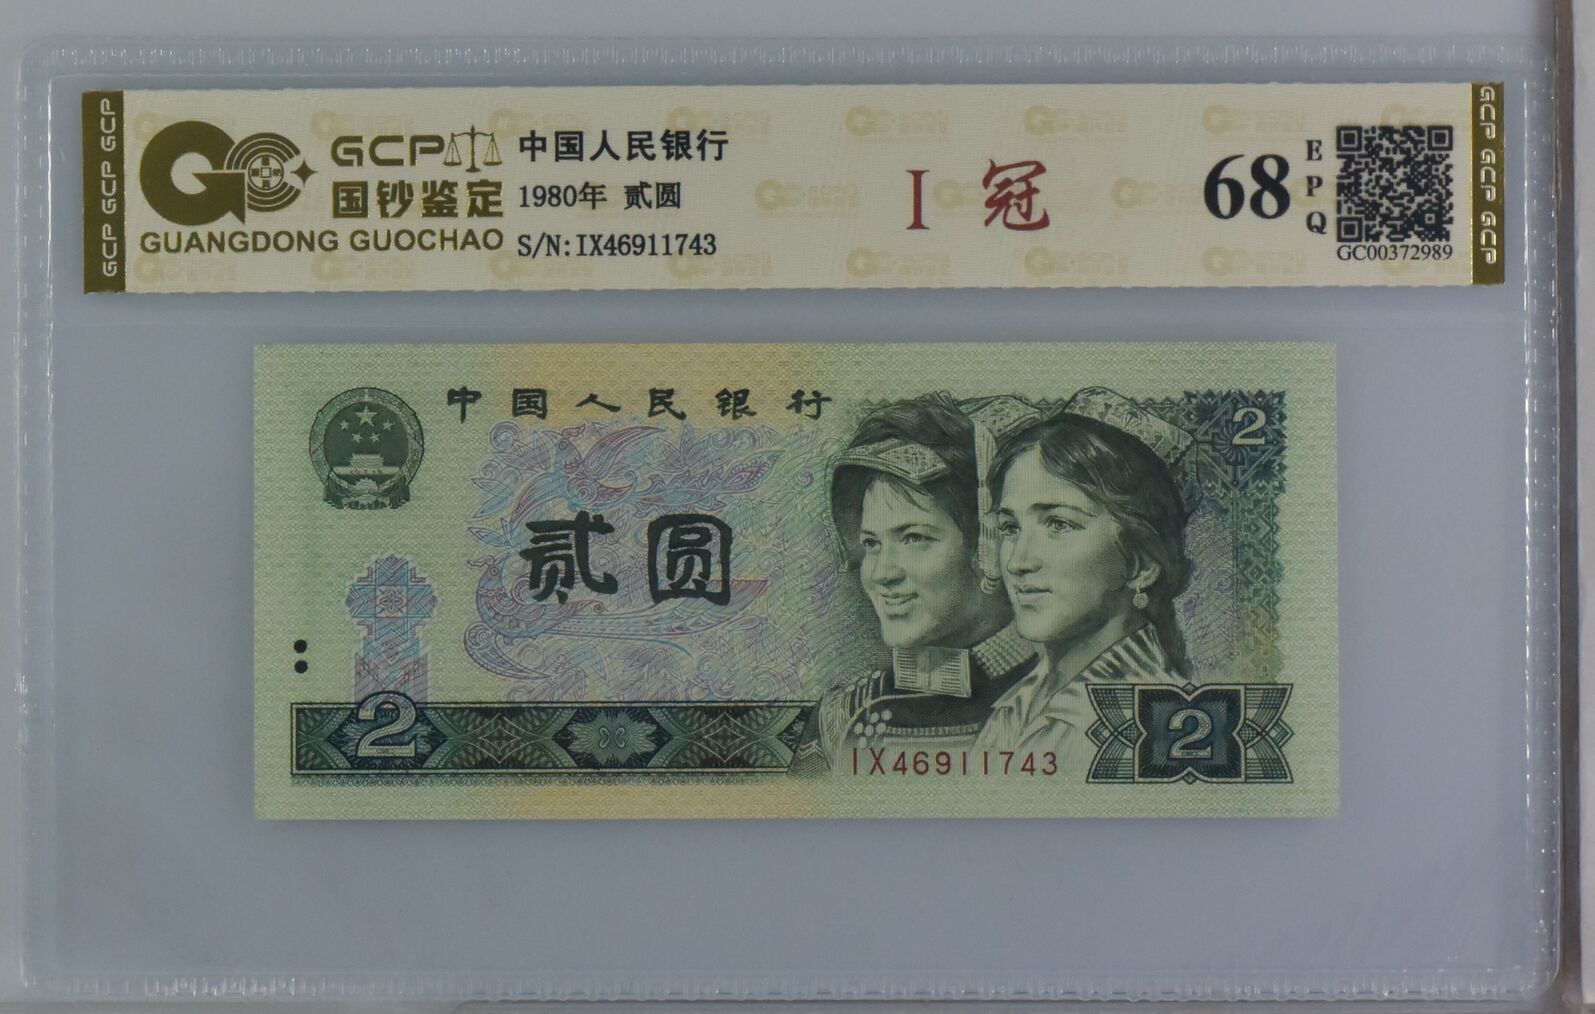 GCP GCP GCP
GCP
国钞鉴定
GUANGDONG GUOCHAO
中国人民银行
1980年 贰圆
S/N: IX46911743
I 冠
68
EPQ
GC00372989
GCP GCP GCP GCP
中国人民银行
2
贰圆
2
IX46911743
2